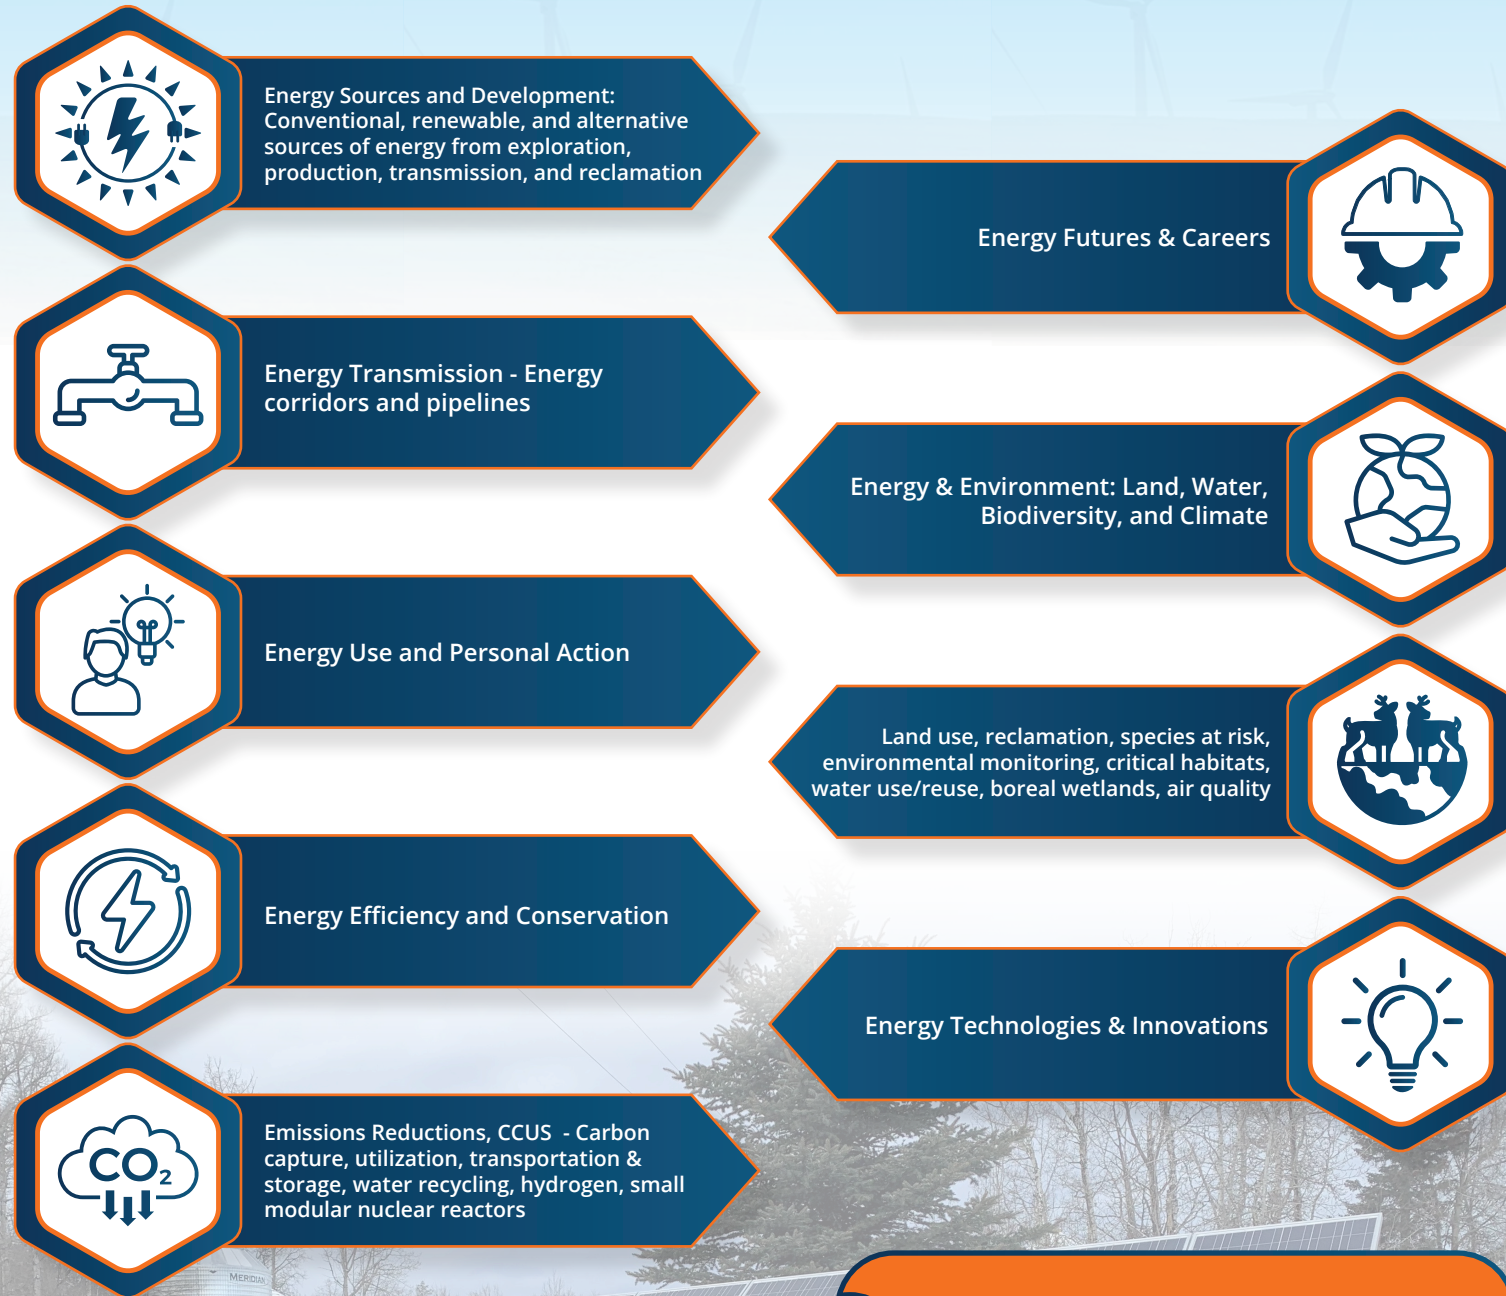 Energy Sources and Development:
Conventional, renewable, and alternative
sources of energy from exploration,
production, transmission, and reclamation
Energy Futures & Careers
Energy Transmission - Energy
corridors and pipelines
Energy & Environment: Land, Water,
Biodiversity, and Climate
Energy Use and Personal Action
Land use, reclamation, species at risk,
environmental monitoring, critical habitats,
water use/reuse, boreal wetlands, air quality
Energy Efficiency and Conservation
Energy Technologies & Innovations
Emissions Reductions, CCUS  - Carbon
capture, utilization, transportation &
storage, water recycling, hydrogen, small
modular nuclear reactors
CO₂
MERIDIAN